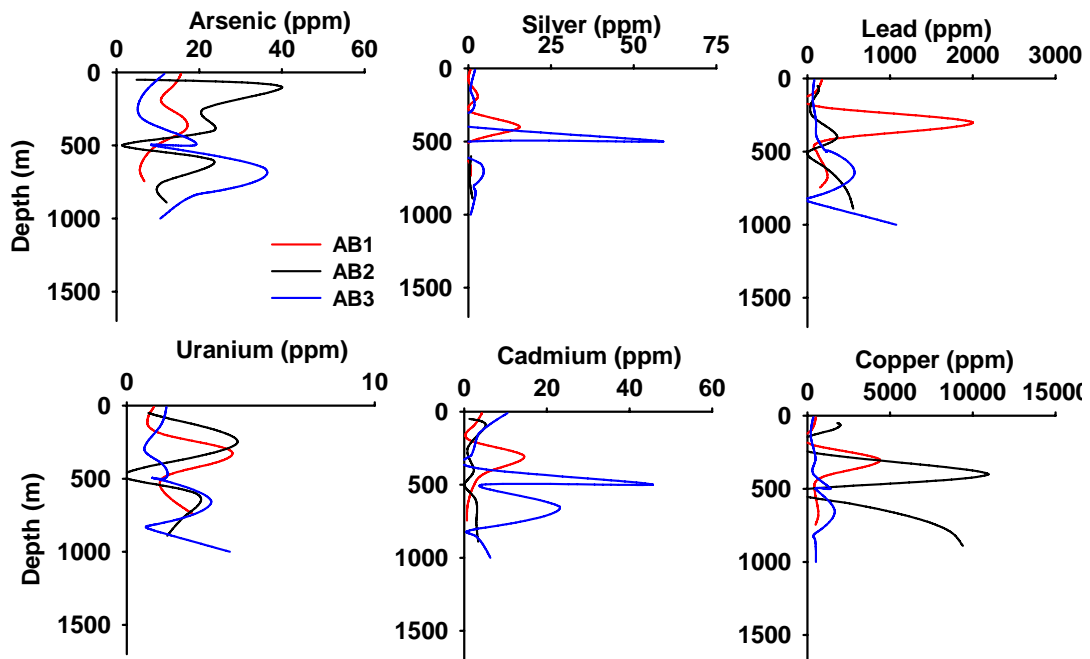 Arsenic (ppm)
0 20 40 60
0
500
1000
1500
Depth (m)
AB1
AB2
AB3
Silver (ppm)
0 25 50 75
0
500
1000
1500
Lead (ppm)
0 1000 2000 3000
0
500
1000
1500
Uranium (ppm)
0 10
0
500
1000
1500
Depth (m)
Cadmium (ppm)
0 20 40 60
0
500
1000
1500
Copper (ppm)
0 5000 10000 15000
0
500
1000
1500